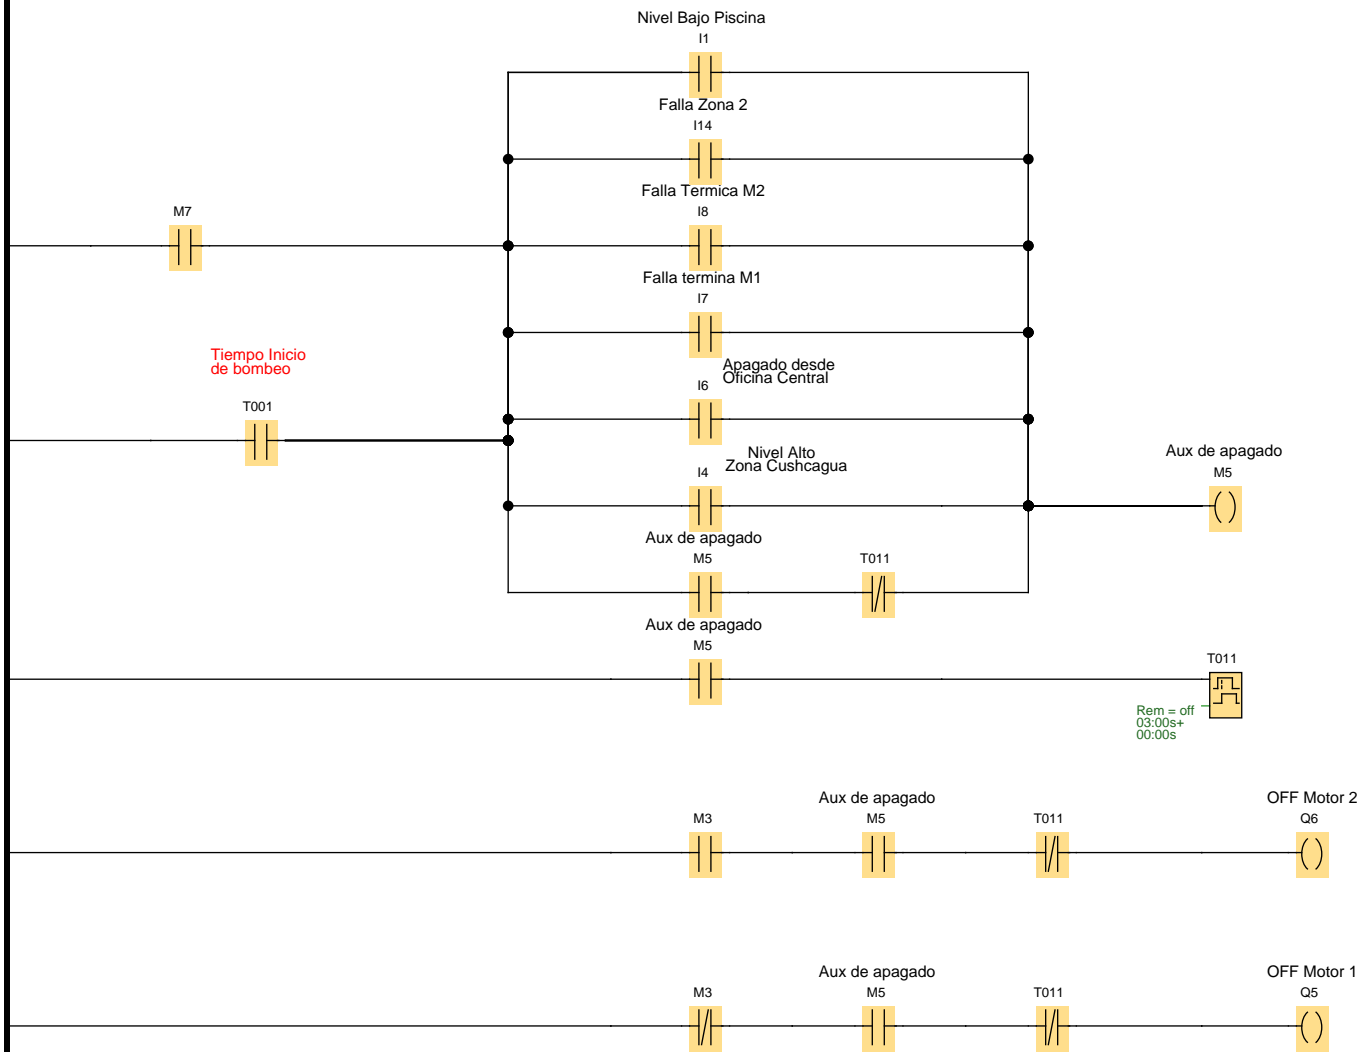 Nivel Bajo Piscina
I1
Falla Zona 2
I14
Falla Termica M2
M7
I8
Falla termina M1
I7
Tiempo Inicio
de bombeo
Apagado desde
Oficina Central
I6
T001
Nivel Alto
Zona Cushcagua
I4
Aux de apagado
M5
Aux de apagado
M5
T011
Aux de apagado
M5
T011
Rem = off
03:00s+
00:00s
Aux de apagado
OFF Motor 2
M3
M5
T011
Q6
Aux de apagado
OFF Motor 1
M3
M5
T011
Q5